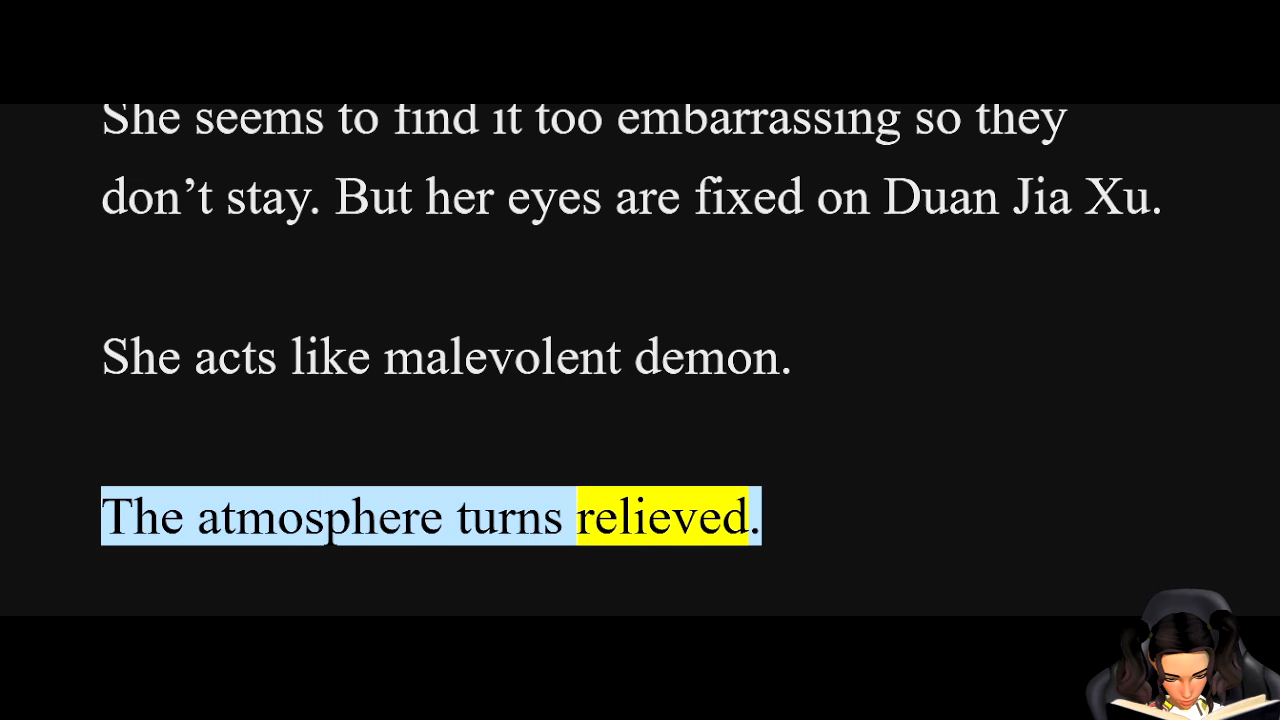 She seems to find it too embarrassing so they
don’t stay. But her eyes are fixed on Duan Jia Xu.
She acts like malevolent demon.
The atmosphere turns relieved.